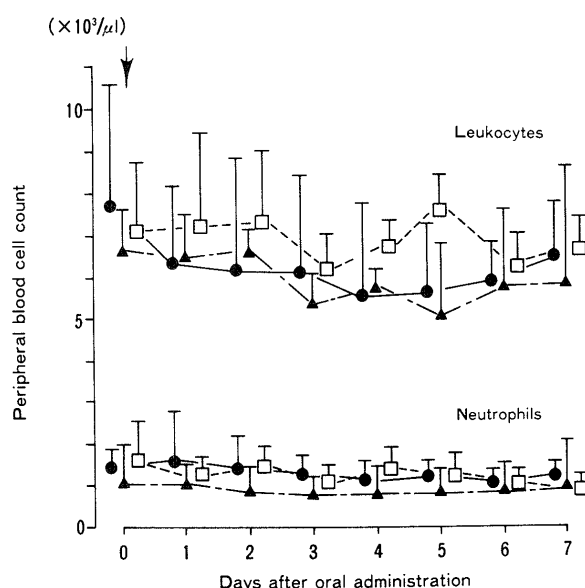 (×10³/μl)
10
Leukocytes
Peripheral blood cell count
5
Neutrophils
0
0 1 2 3 4 5 6 7
Days after oral administration